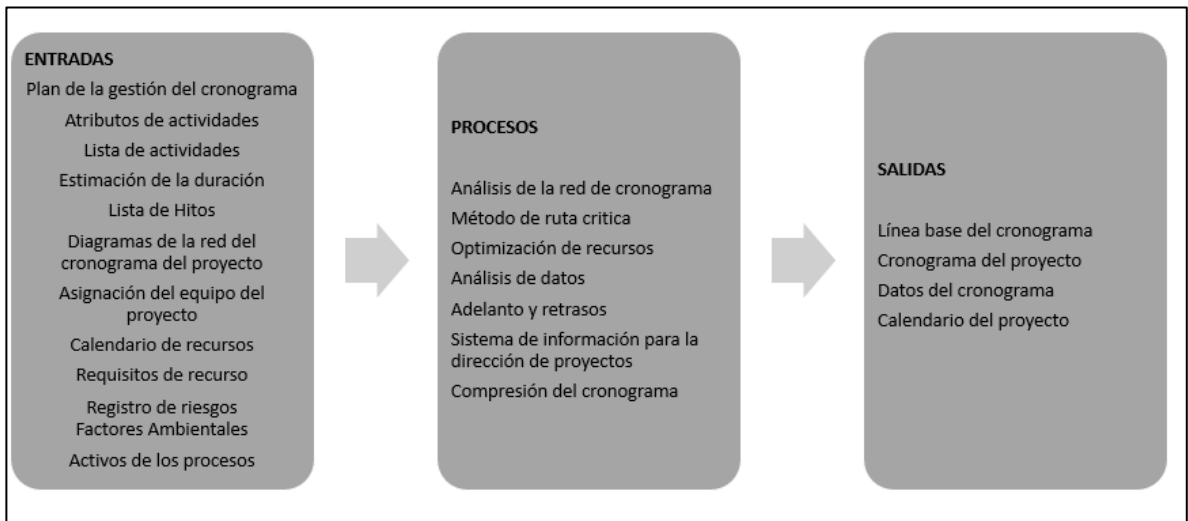 ENTRADAS
Plan de la gestión del cronograma
Atributos de actividades
Lista de actividades
Estimación de la duración
Lista de Hitos
Diagramas de la red del
cronograma del proyecto
Asignación del equipo del
proyecto
Calendario de recursos
Requisitos de recurso
Registro de riesgos
Factores Ambientales
Activos de los procesos
PROCESOS
Análisis de la red de cronograma
Método de ruta critica
Optimización de recursos
Análisis de datos
Adelanto y retrasos
Sistema de información para la
dirección de proyectos
Compresión del cronograma
SALIDAS
Línea base del cronograma
Cronograma del proyecto
Datos del cronograma
Calendario del proyecto